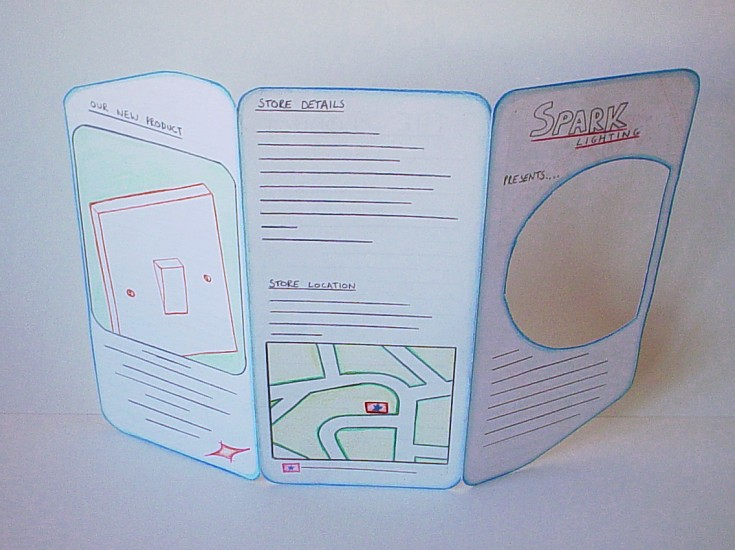 OUR NEW PRODUCT
STORE DETAILS
STORE LOCATION
SPARK
LIGHTING
PRESENTS....